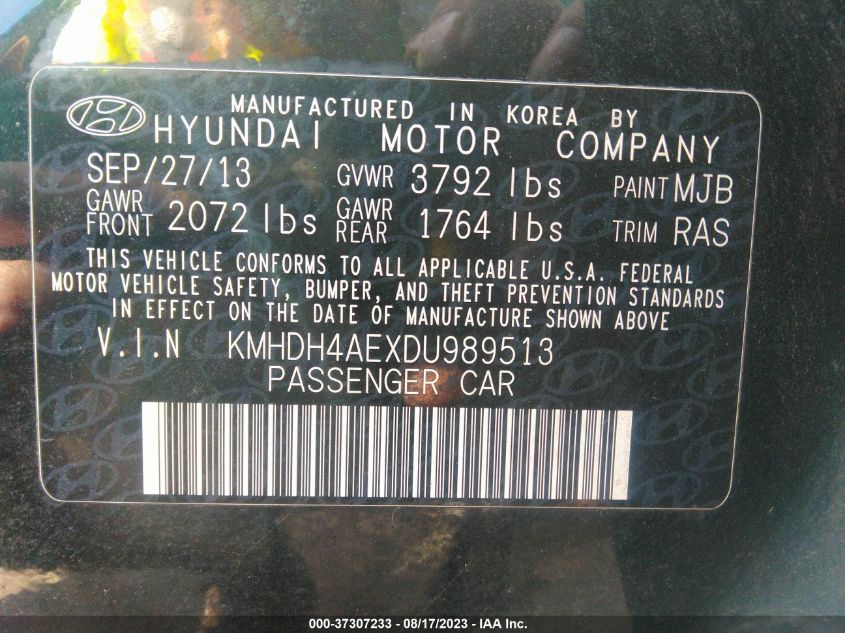 MANUFACTURED IN KOREA BY
HYUNDAI MOTOR COMPANY
SEP/27/13 GVWR 3792 lbs PAINT MJB
GAWR FRONT 2072 lbs GAWR REAR 1764 lbs TRIM RAS
THIS VEHICLE CONFORMS TO ALL APPLICABLE U.S.A. FEDERAL
MOTOR VEHICLE SAFETY, BUMPER, AND THEFT PREVENTION STANDARDS
IN EFFECT ON THE DATE OF MANUFACTURE SHOWN ABOVE
V.I.N KMHDH4AEXDU989513
PASSENGER CAR
000-37307233 - 08/17/2023 - IAA Inc.